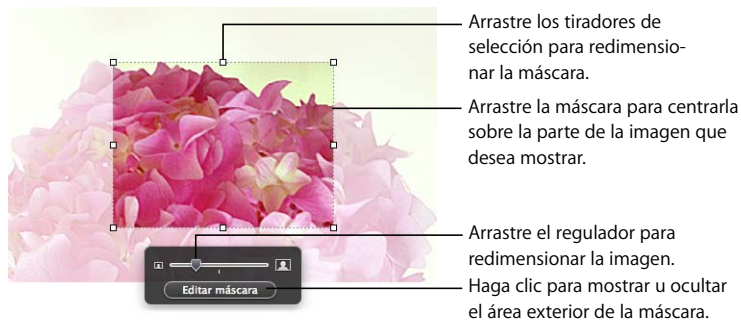 Arrastre los tiradores de
selección para redimensio-
nar la máscara.
Arrastre la máscara para centrarla
sobre la parte de la imagen que
desea mostrar.
Arrastre el regulador para
redimensionar la imagen.
Haga clic para mostrar u ocultar
el área exterior de la máscara.
Editar máscara